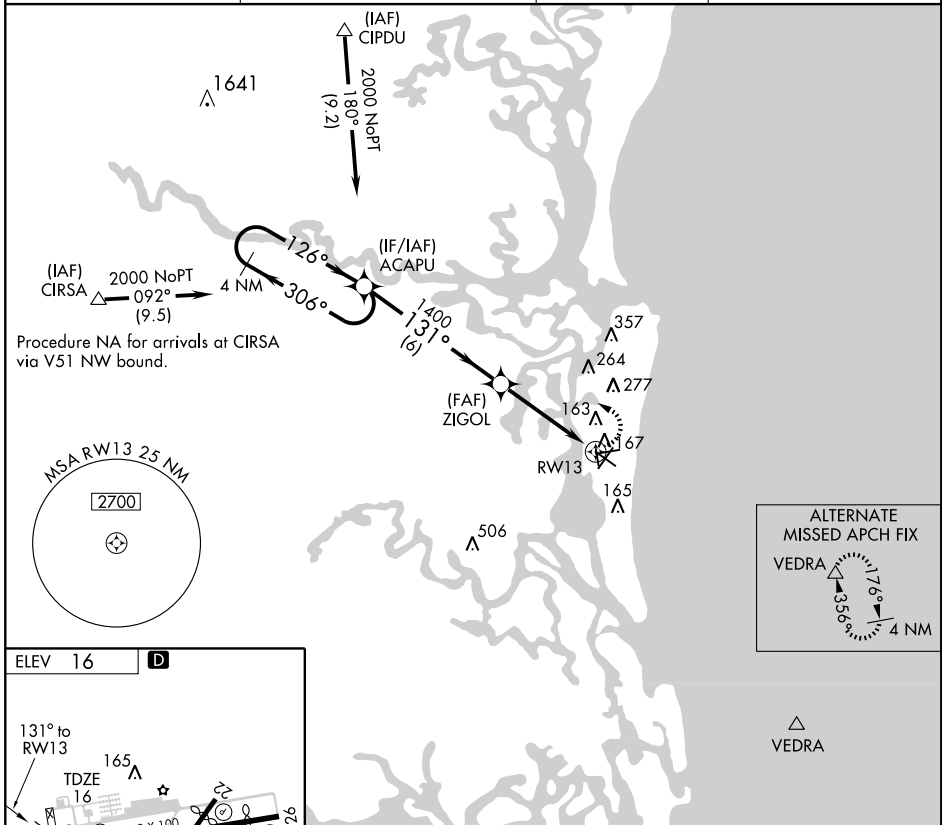 (IAF)
CIPDU
1641
2000 NoPT
180°
(9.2)
(IF/IAF)
ACAPU
126°
4 NM
306°
(IAF)
CIRSA
2000 NoPT
092°
(9.5)
1400
131°
(6)
Procedure NA for arrivals at CIRSA
via V51 NW bound.
357
264
277
(FAF)
ZIGOL
163
167
RW13
165
MSA RW13 25 NM
2700
506
ALTERNATE
MISSED APCH FIX
VEDRA
176°
356°
4 NM
ELEV 16
D
131° to
RW13
165
TDZE
16
22
26
X 100
VEDRA